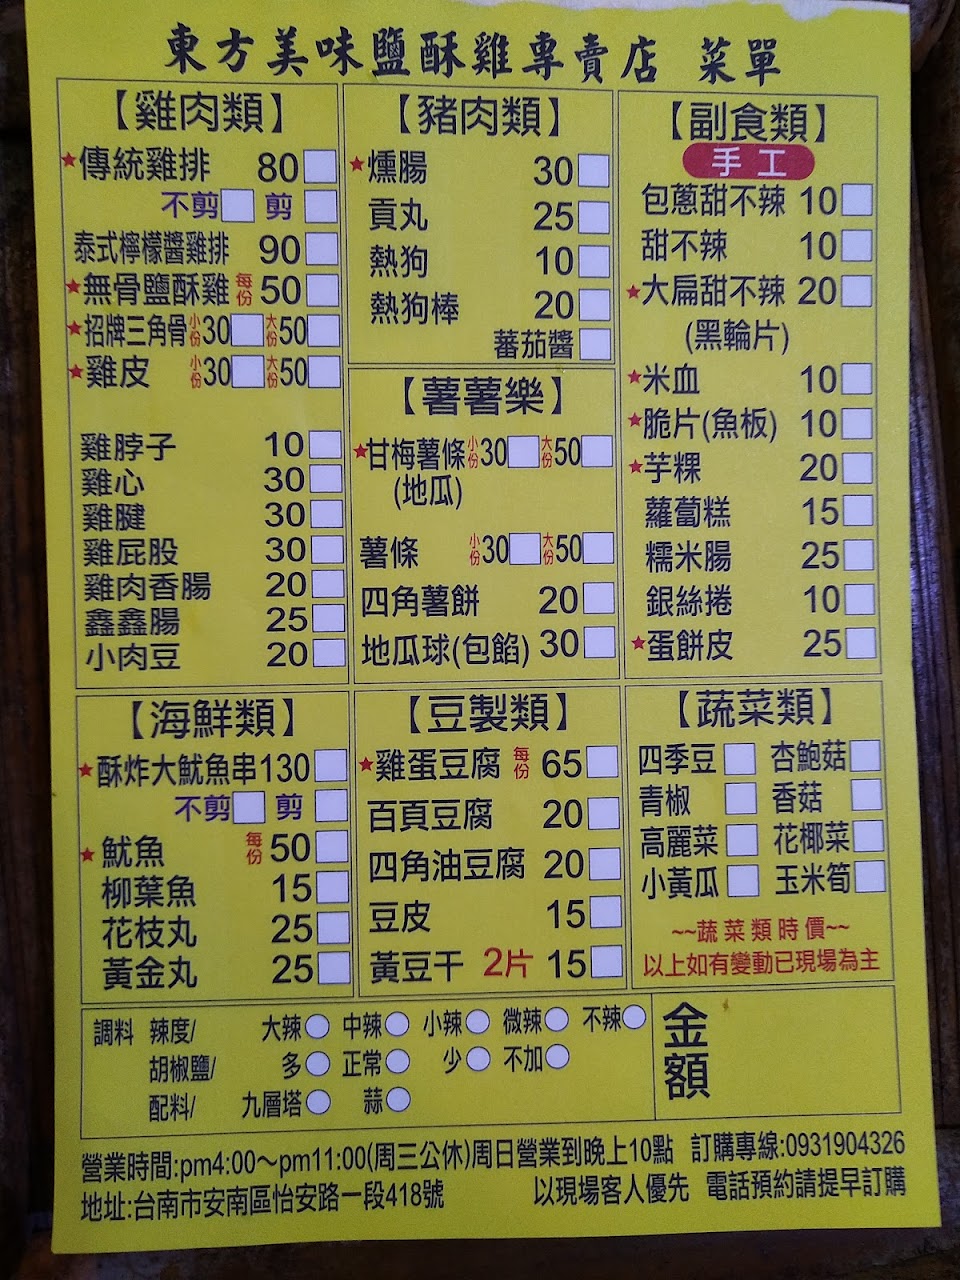 東方美味鹽酥雞專賣店 菜單
【雞肉類】
★傳統雞排 80
不剪 剪
泰式檸檬醬雞排 90
★無骨鹽酥雞 每份 50
★招牌三角骨 小份30 大份50
★雞皮 小份30 大份50
雞脖子 10
雞心 30
雞腱 30
雞屁股 30
雞肉香腸 20
鑫鑫腸 25
小肉豆 20
【豬肉類】
★燻腸 30
貢丸 25
熱狗 10
熱狗棒 20
蕃茄醬
【薯薯樂】
★甘梅薯條 小份30 大份50
(地瓜)
薯條 小份30 大份50
四角薯餅 20
地瓜球(包餡) 30
【副食類】
手工
包蔥甜不辣 10
甜不辣 10
★大扁甜不辣 20
(黑輪片)
★米血 10
★脆片(魚板) 10
★芋粿 20
蘿蔔糕 15
糯米腸 25
銀絲捲 10
★蛋餅皮 25
【海鮮類】
★酥炸大魷魚串130
不剪 剪
★魷魚 每份 50
柳葉魚 15
花枝丸 25
黃金丸 25
【豆製類】
★雞蛋豆腐 每份 65
百頁豆腐 20
四角油豆腐 20
豆皮 15
黃豆干 2片 15
【蔬菜類】
四季豆 杏鮑菇
青椒 香菇
高麗菜 花椰菜
小黃瓜 玉米筍
~~蔬菜類時價~~
以上如有變動已現場為主
調料 辣度/ 大辣 中辣 小辣 微辣 不辣
胡椒鹽/ 多 正常 少 不加
配料/ 九層塔 蒜
金額
營業時間:pm4:00～pm11:00(周三公休)周日營業到晚上10點 訂購專線:0931904326
地址:台南市安南區怡安路一段418號 以現場客人優先 電話預約請提早訂購